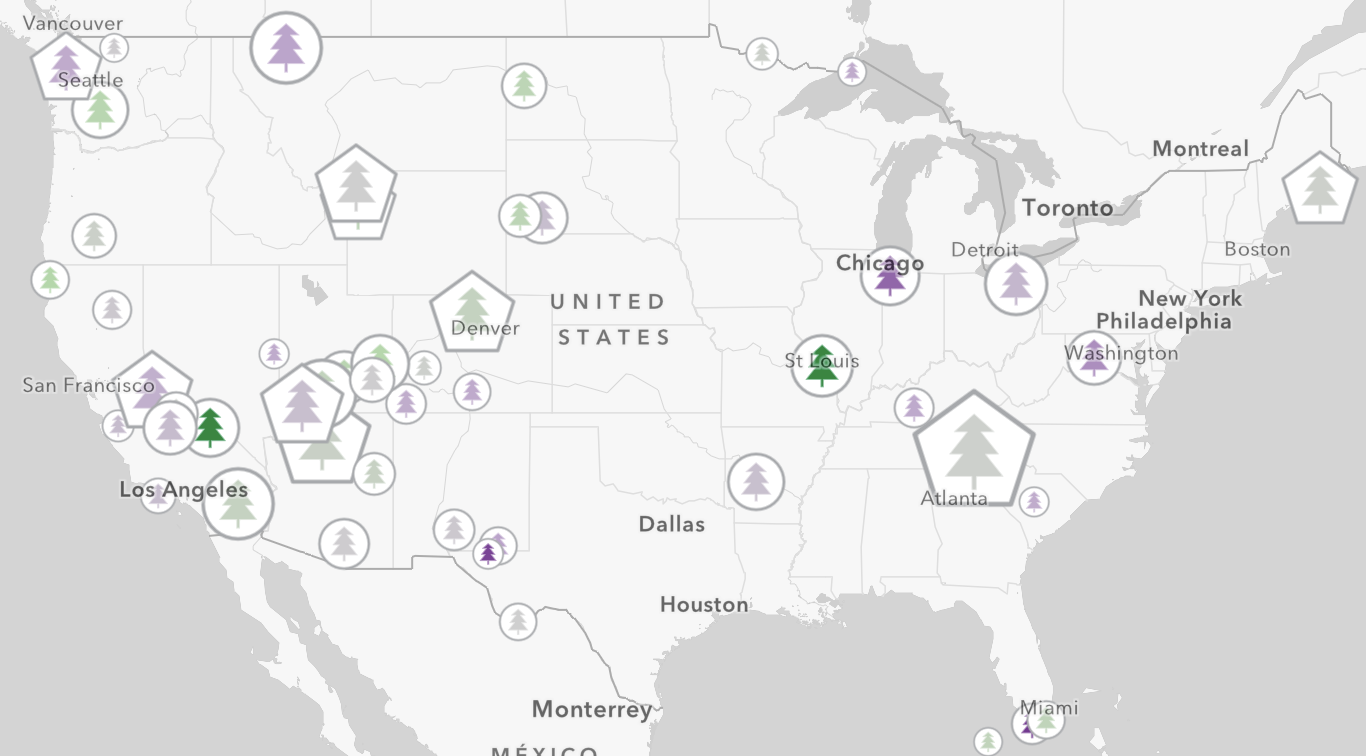 Vancouver
Seattle
Montreal
Toronto
Detroit
Boston
Chicago
New York
Philadelphia
UNITED
STATES
Denver
Washington
St Louis
San Francisco
Los Angeles
Atlanta
Dallas
Houston
Miami
Monterrey
MÉXICO